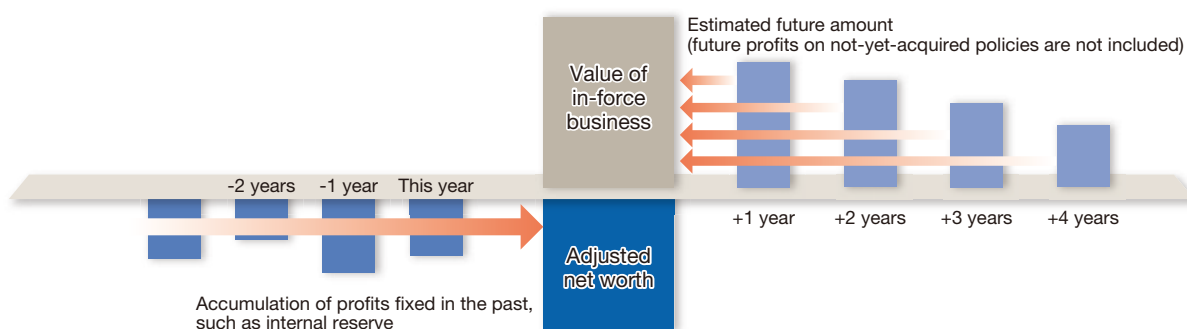 Estimated future amount
(future profits on not-yet-acquired policies are not included)
Value of
in-force
business
-2 years
-1 year
This year
+1 year
+2 years
+3 years
+4 years
Adjusted
net worth
Accumulation of profits fixed in the past,
such as internal reserve